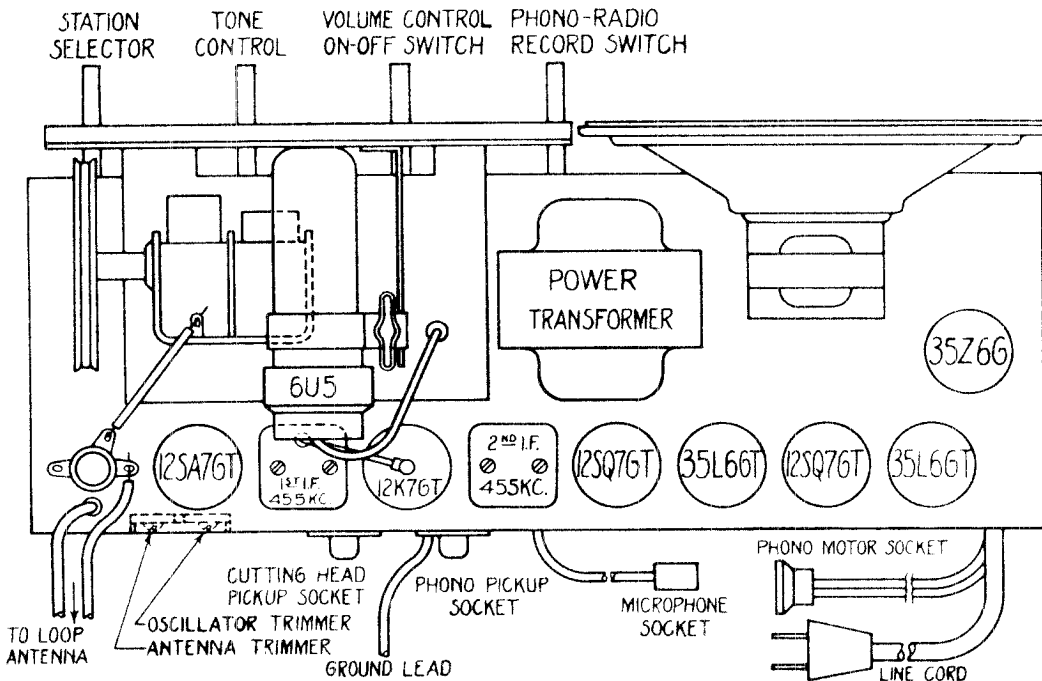 STATION
SELECTOR
TONE
CONTROL
VOLUME CONTROL
ON-OFF SWITCH
PHONO-RADIO
RECORD SWITCH
POWER
TRANSFORMER
35Z6G
6U5
12SA7GT
1ST I.F.
455KC.
12K7GT
2ND I.F.
455KC.
12SQ7GT
35L6GT
12SQ7GT
35L6GT
CUTTING HEAD
PICKUP SOCKET
PHONO PICKUP
SOCKET
MICROPHONE
SOCKET
PHONO MOTOR SOCKET
TO LOOP
ANTENNA
OSCILLATOR TRIMMER
ANTENNA TRIMMER
GROUND LEAD
LINE CORD